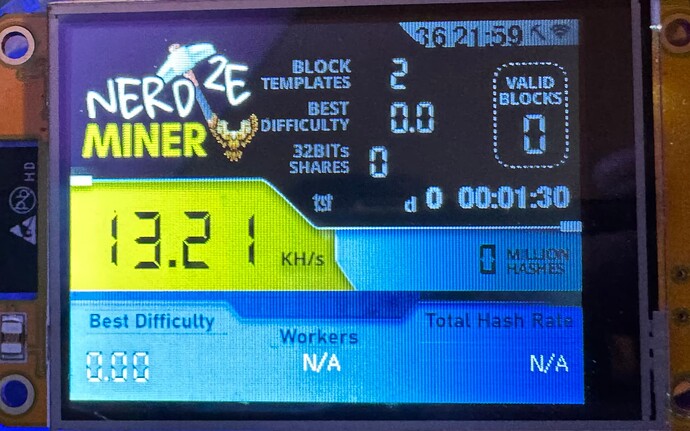 36 21:59
NERD 2E
MINER
BLOCK
TEMPLATES 2
BEST
DIFFICULTY 0.0
32BITs
SHARES 0
VALID
BLOCKS
0
d 0 00:01:30
13.21 KH/s
0 MILLION
HASHES
Best Difficulty
Workers
Total Hash Rate
0.00
N/A
N/A